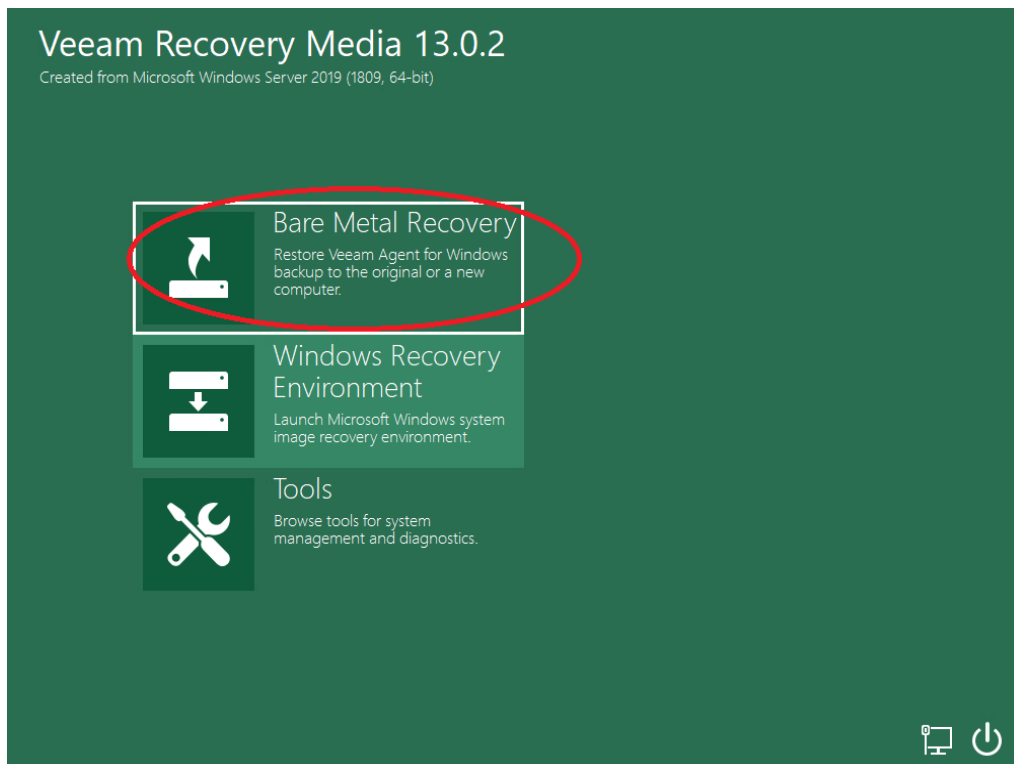 Veeam Recovery Media 13.0.2
Created from Microsoft Windows Server 2019 (1809, 64-bit)
Bare Metal Recovery
Restore Veeam Agent for Windows
backup to the original or a new
computer.
Windows Recovery
Environment
Launch Microsoft Windows system
image recovery environment.
Tools
Browse tools for system
management and diagnostics.